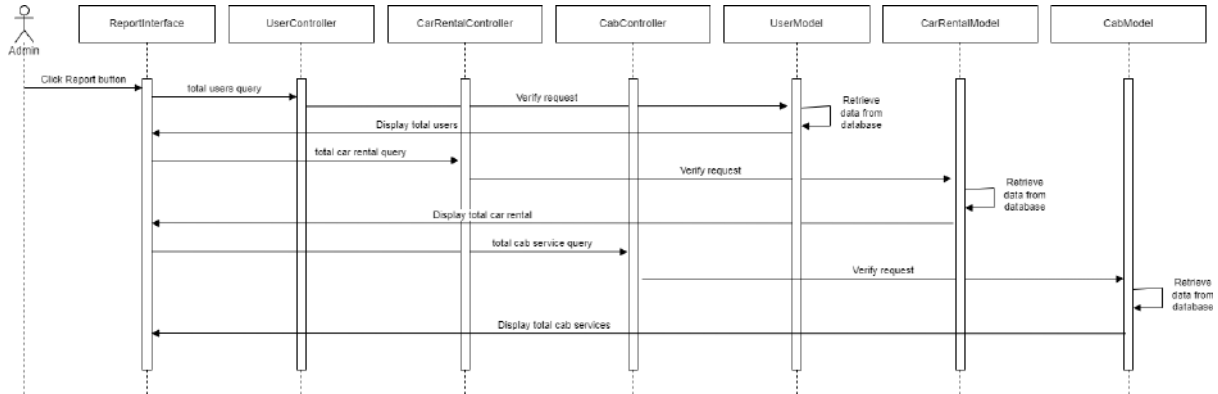 ReportInterface
UserController
CarRentalController
CabController
UserModel
CarRentalModel
CabModel
Admin
Click Report button
total users query
Verify request
Retrieve
data from
database
Display total users
total car rental query
Verify request
Retrieve
data from
database
Display total car rental
total cab service query
Verify request
Retrieve
data from
database
Display total cab services